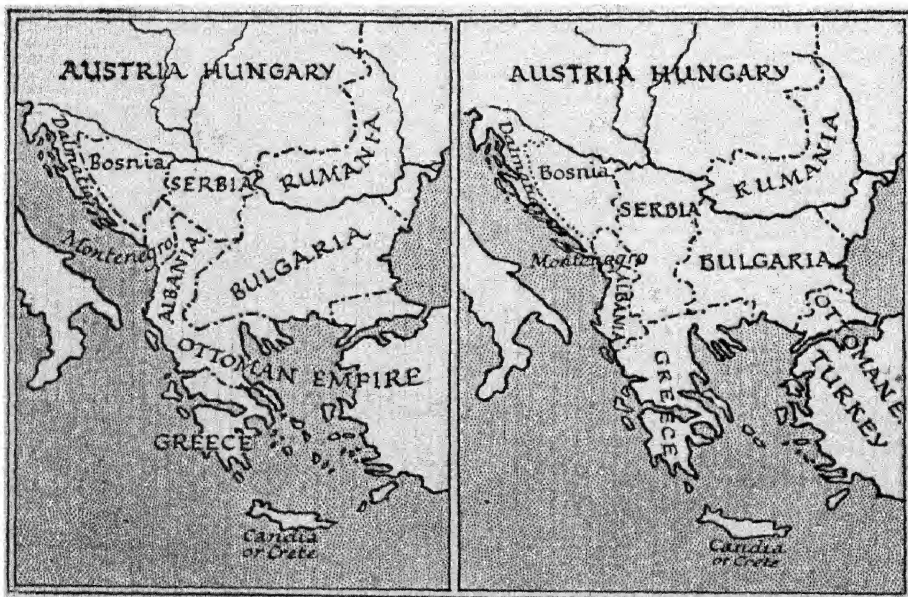 AUSTRIA HUNGARY
Dalmatia
Bosnia
SERBIA
RUMANIA
Montenegro
ALBANIA
BULGARIA
OTTOMAN EMPIRE
GREECE
Candia
or Crete
AUSTRIA HUNGARY
Dalmatia
Bosnia
SERBIA
RUMANIA
Montenegro
ALBANIA
BULGARIA
OTTOMAN E.
TURKEY
GREECE
Candia
or Crete